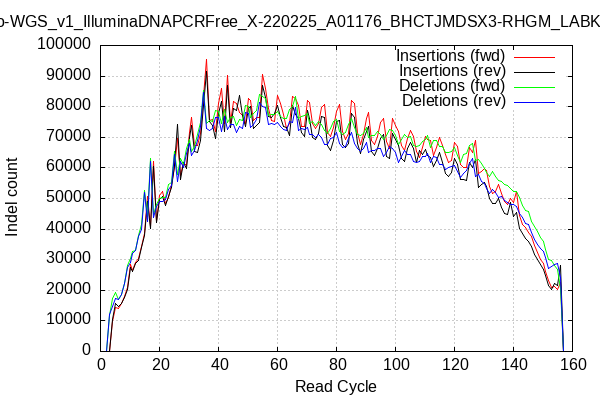 o-WGS_v1_IlluminaDNAPCRFree_X-220225_A01176_BHCTJMDSX3-RHGM_LABK
Insertions (fwd)
Insertions (rev)
Deletions (fwd)
Deletions (rev)
Indel count
100000
90000
80000
70000
60000
50000
40000
30000
20000
10000
0
0 20 40 60 80 100 120 140 160
Read Cycle